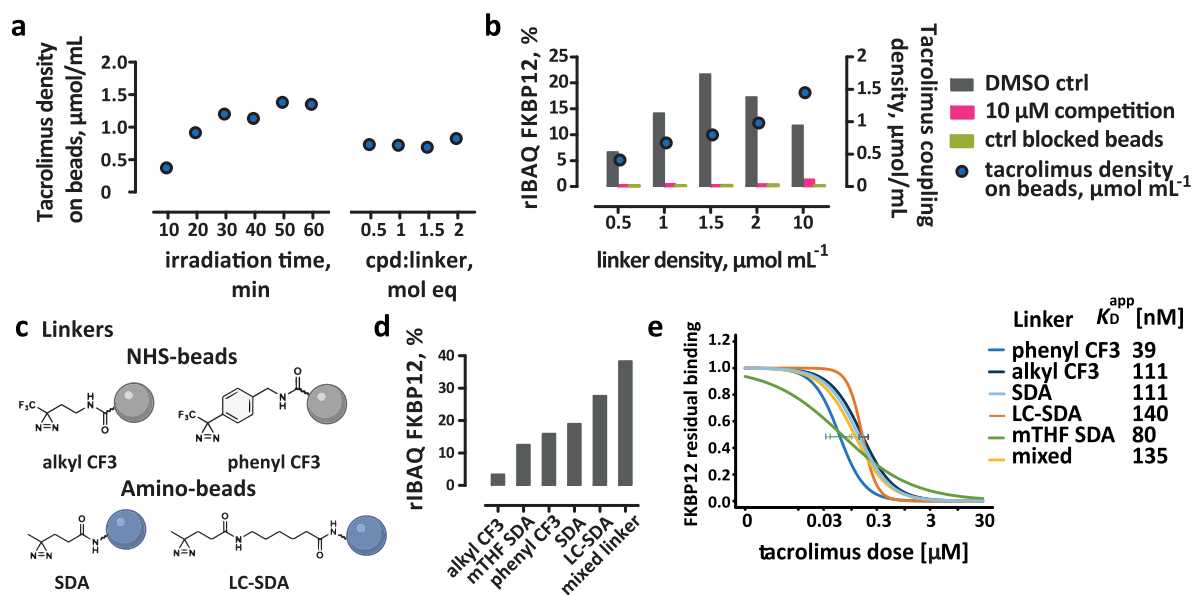 a
Tacrolimus density
on beads, µmol/mL
2.0
1.5
1.0
0.5
0
10 20 30 40 50 60
0.5 1 1.5 2
irradiation time,
min
cpd:linker,
mol eq
b
rIBAQ FKBP12, %
25
20
15
10
5
0
2
1.5
1
0.5
0
Tacrolimus coupling
density, µmol/mL
0.5 1 1.5 2 10
linker density, µmol mL-1
DMSO ctrl
10 µM competition
ctrl blocked beads
tacrolimus density
on beads, µmol mL-1
c Linkers
NHS-beads
F3C
N=N
H
N
O
alkyl CF3
F3C
N=N
N
H
O
phenyl CF3
Amino-beads
N=N
O
N
H
SDA
N=N
O
N
H
O
H
N
LC-SDA
d
rIBAQ FKBP12, %
40
30
20
10
0
alkyl CF3
mTHF SDA
phenyl CF3
SDA
LC-SDA
mixed linker
e
FKBP12 residual binding
1.2
1.0
0.8
0.6
0.4
0.2
0.0
0 0.03 0.3 3 30
tacrolimus dose [µM]
Linker KD app [nM]
phenyl CF3 39
alkyl CF3 111
SDA 111
LC-SDA 140
mTHF SDA 80
mixed 135